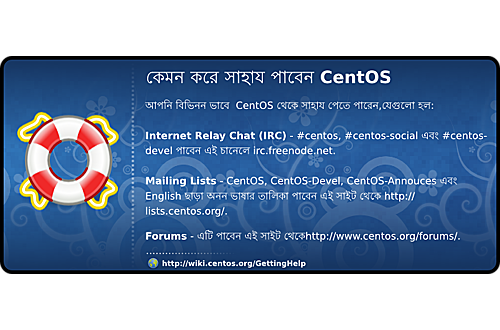 কেমন করে সাহায পাবেন CentOS
আপনি বিভিনন ভাবে CentOS থেকে সাহায পেতে পারেন,যেগুলো হল:
Internet Relay Chat (IRC) - #centos, #centos-social এবং #centos-
devel পাবেন এই চানেলে irc.freenode.net.
Mailing Lists - CentOS, CentOS-Devel, CentOS-Annouces এবং
English ছাড়া অনন ভাষার তালিকা পাবেন এই সাইট থেকে http://
lists.centos.org/.
Forums - এটি পাবেন এই সাইট থেকেhttp://www.centos.org/forums/.
http://wiki.centos.org/GettingHelp